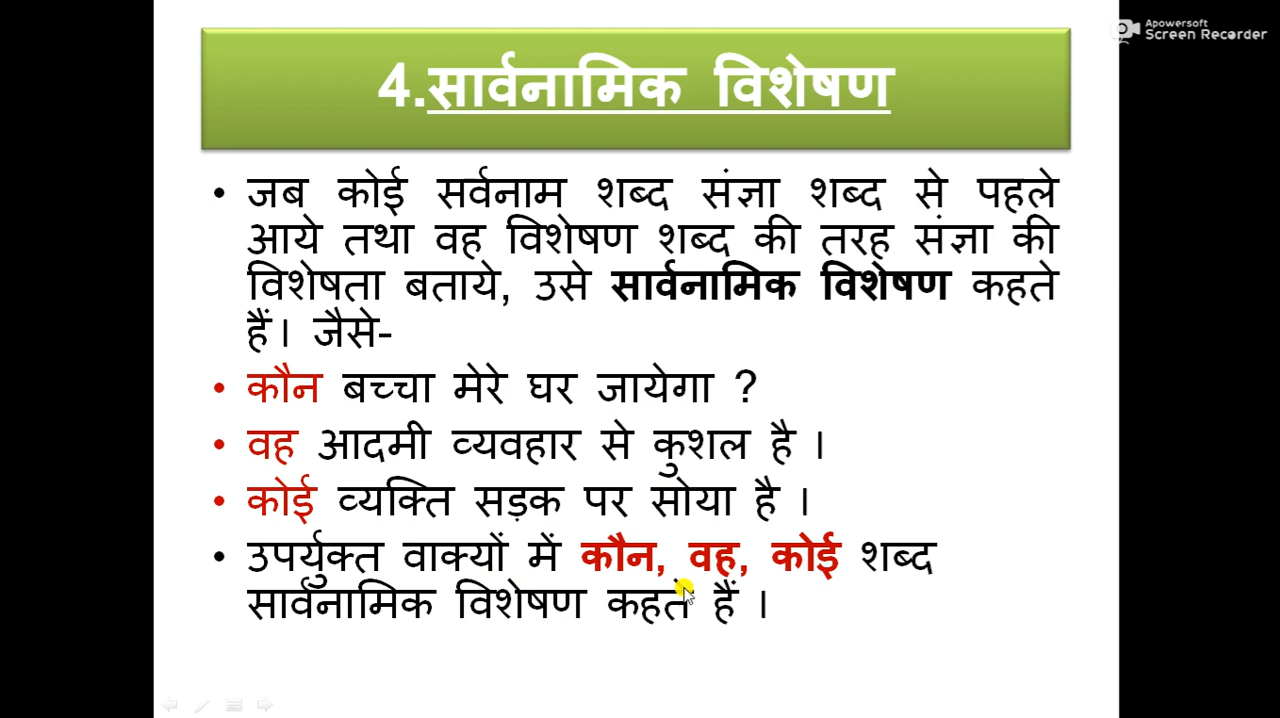 Apowersoft
Screen Recorder
4.सार्वनामिक विशेषण
• जब कोई सर्वनाम शब्द संज्ञा शब्द से पहले
आये तथा वह विशेषण शब्द की तरह संज्ञा की
विशेषता बताये, उसे सार्वनामिक विशेषण कहते
हैं। जैसे-
• कौन बच्चा मेरे घर जायेगा ?
• वह आदमी व्यवहार से कुशल है ।
• कोई व्यक्ति सड़क पर सोया है ।
• उपर्युक्त वाक्यों में कौन, वह, कोई शब्द
सार्वनामिक विशेषण कहते हैं ।